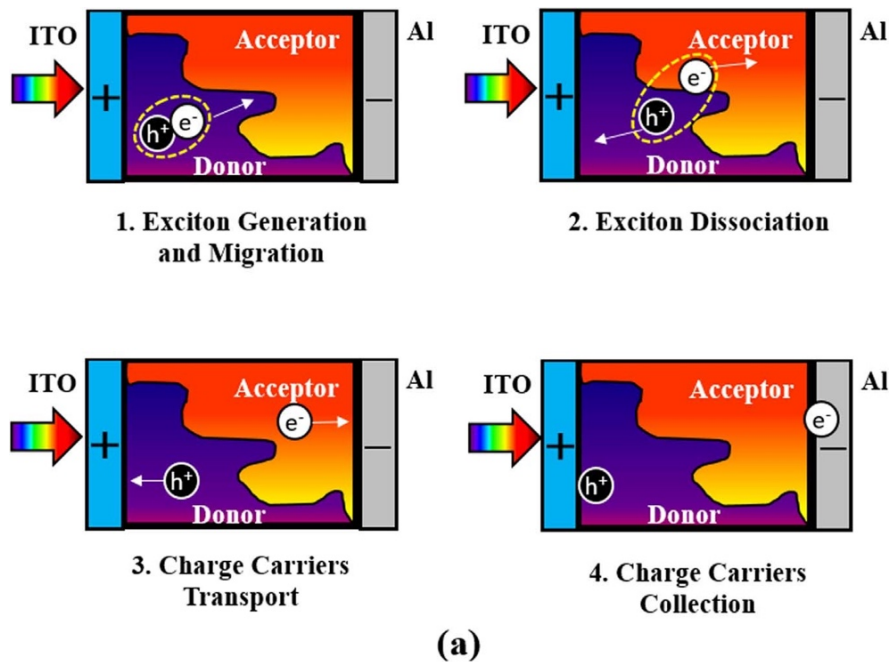 ITO
Acceptor
Al
+
h+
e-
−
Donor
1. Exciton Generation
and Migration
ITO
Acceptor
Al
+
e-
h+
−
Donor
2. Exciton Dissociation
ITO
Acceptor
Al
+
e-
h+
−
Donor
3. Charge Carriers
Transport
ITO
Acceptor
Al
+
e-
h+
−
Donor
4. Charge Carriers
Collection
(a)